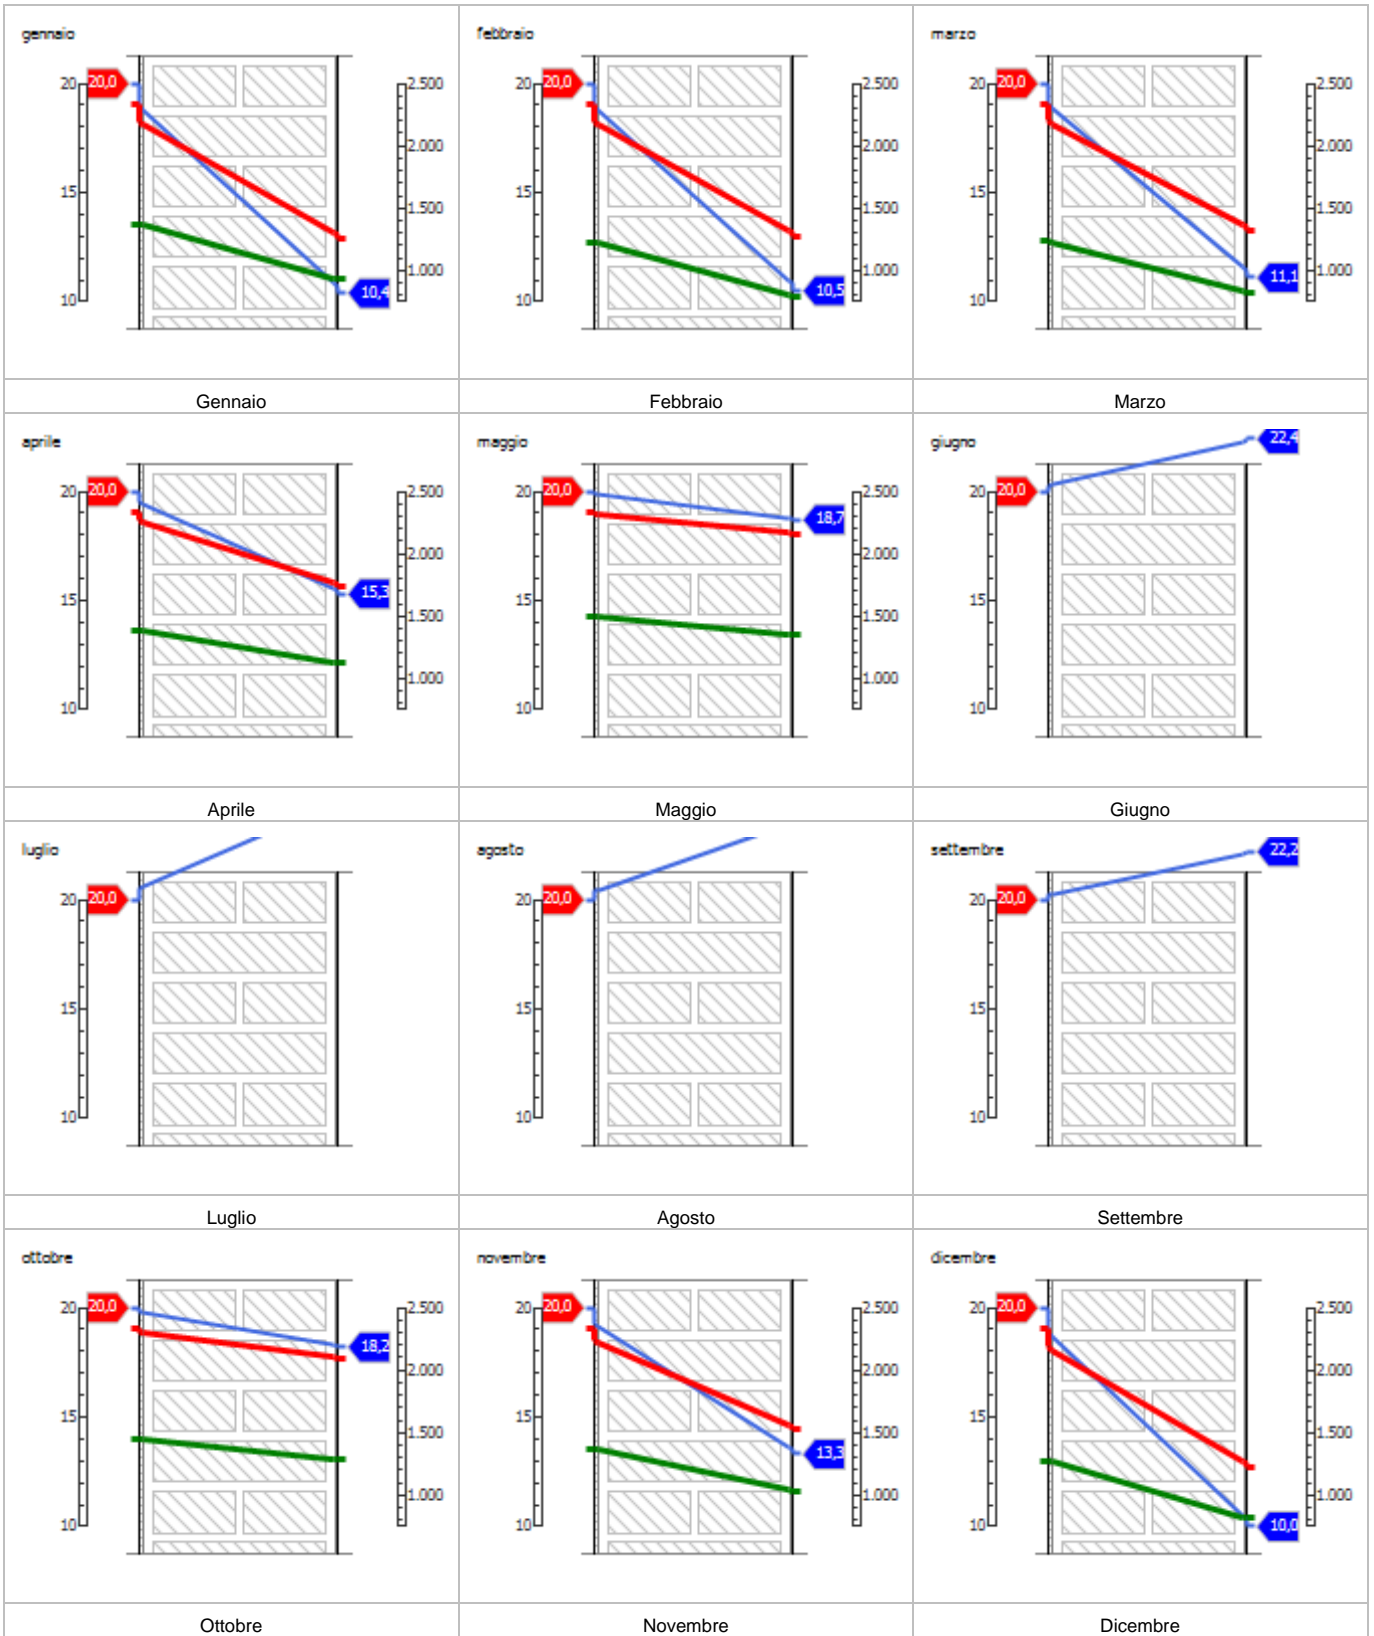 gennaio
febbraio
marzo
20 20,0 2.500
20 20,0 2.500
20 20,0 2.500
2.000
2.000
2.000
15
15
15
1.500
1.500
1.500
1.000
1.000
1.000
10 10,4
10 10,5
10 11,1
Gennaio
Febbraio
Marzo
aprile
maggio
giugno
22,4
20 20,0 2.500
20 20,0 2.500
20 20,0
18,7
2.000
2.000
15 15,3
15
15
1.500
1.500
1.000
1.000
10
10
10
Aprile
Maggio
Giugno
luglio
agosto
settembre
22,2
20 20,0
20 20,0
20 20,0
15
15
15
10
10
10
Luglio
Agosto
Settembre
ottobre
novembre
dicembre
20 20,0 2.500
20 20,0 2.500
20 20,0 2.500
18,2
2.000
2.000
2.000
15
15
15
1.500
1.500
1.500
13,3
1.000
1.000
1.000
10
10
10 10,0
Ottobre
Novembre
Dicembre